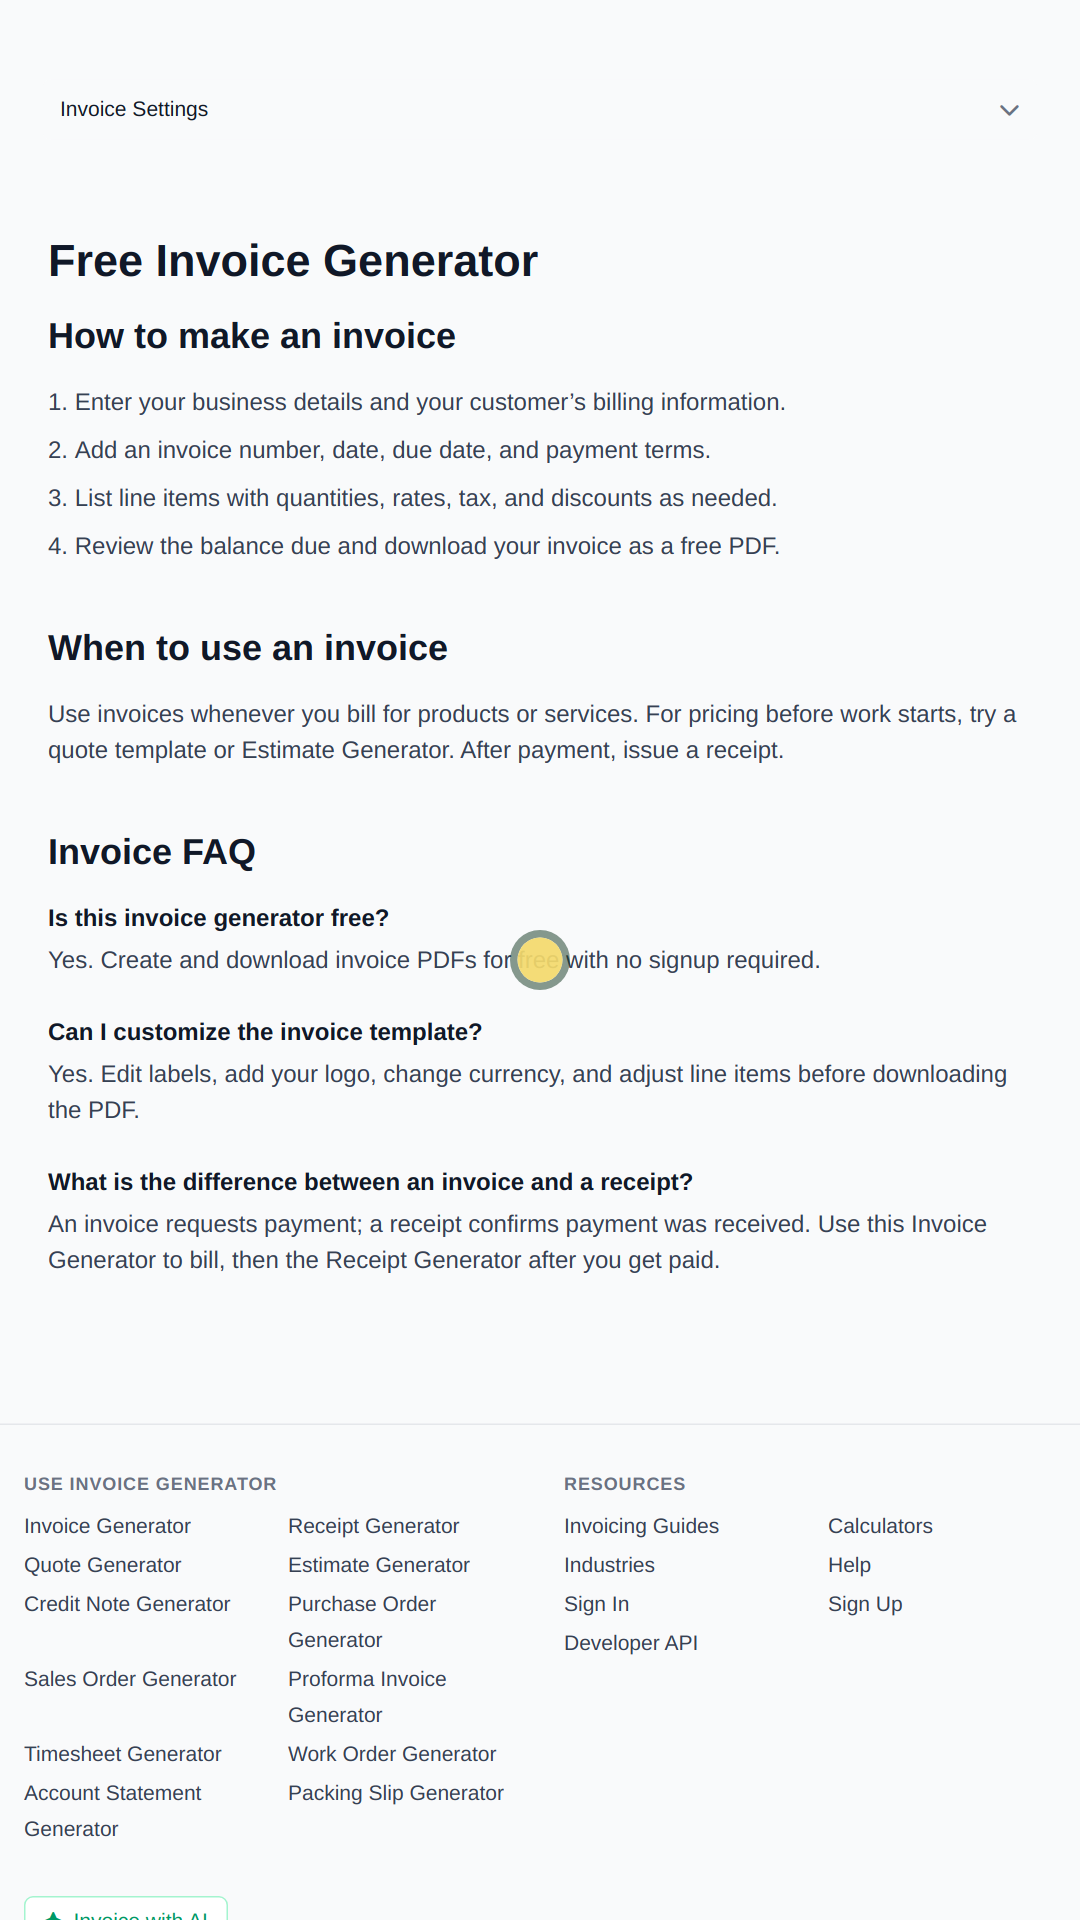 Invoice Settings
Free Invoice Generator
How to make an invoice
1. Enter your business details and your customer’s billing information.
2. Add an invoice number, date, due date, and payment terms.
3. List line items with quantities, rates, tax, and discounts as needed.
4. Review the balance due and download your invoice as a free PDF.
When to use an invoice
Use invoices whenever you bill for products or services. For pricing before work starts, try a
quote template or Estimate Generator. After payment, issue a receipt.
Invoice FAQ
Is this invoice generator free?
Yes. Create and download invoice PDFs for free with no signup required.
Can I customize the invoice template?
Yes. Edit labels, add your logo, change currency, and adjust line items before downloading
the PDF.
What is the difference between an invoice and a receipt?
An invoice requests payment; a receipt confirms payment was received. Use this Invoice
Generator to bill, then the Receipt Generator after you get paid.
USE INVOICE GENERATOR
Invoice Generator
Receipt Generator
Quote Generator
Estimate Generator
Credit Note Generator
Purchase Order
Generator
Sales Order Generator
Proforma Invoice
Generator
Timesheet Generator
Work Order Generator
Account Statement
Generator
Packing Slip Generator
RESOURCES
Invoicing Guides
Calculators
Industries
Help
Sign In
Sign Up
Developer API
Invoice with AI